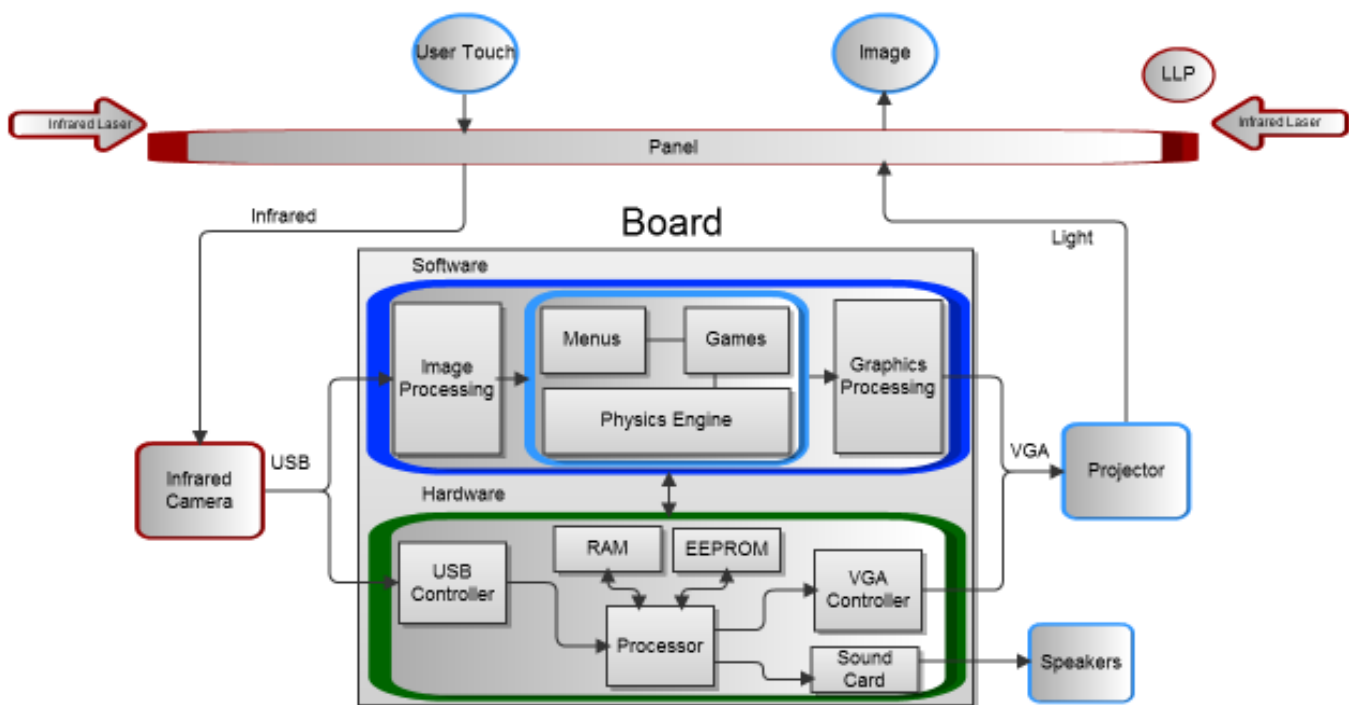 User Touch
Image
LLP
Infrared Laser
Infrared Laser
Panel
Infrared
Board
Light
Software
Menus
Games
Image
Processing
Graphics
Processing
Physics Engine
USB
VGA
Infrared
Camera
Projector
Hardware
RAM
EEPROM
USB
Controller
VGA
Controller
Processor
Sound
Card
Speakers